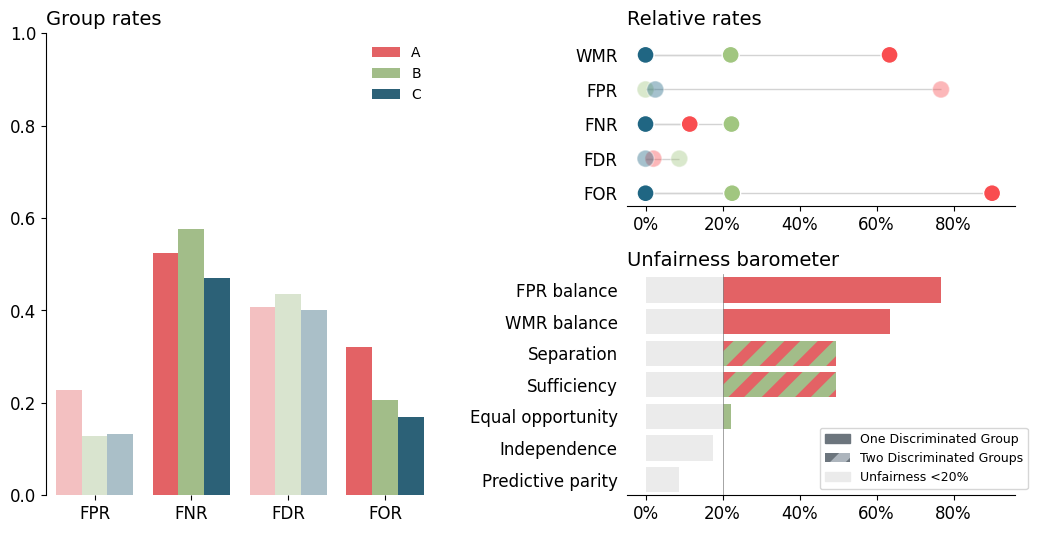 Group rates
1.0
0.8
0.6
0.4
0.2
0.0
FPR
FNR
FDR
FOR
A
B
C
Relative rates
WMR
FPR
FNR
FDR
FOR
0%
20%
40%
60%
80%
Unfairness barometer
FPR balance
WMR balance
Separation
Sufficiency
Equal opportunity
Independence
Predictive parity
0%
20%
40%
60%
80%
One Discriminated Group
Two Discriminated Groups
Unfairness <20%